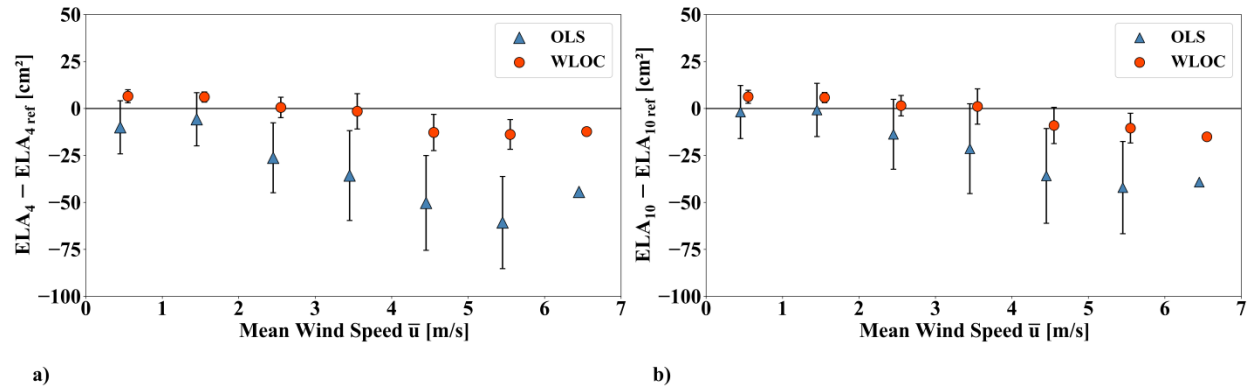 50
25
0
−25
−50
−75
−100
ELA₄ − ELA₄ ref [cm²]
OLS
WLOC
0 1 2 3 4 5 6 7
Mean Wind Speed u̅ [m/s]
a)
50
25
0
−25
−50
−75
−100
ELA₁₀ − ELA₁₀ ref [cm²]
OLS
WLOC
0 1 2 3 4 5 6 7
Mean Wind Speed u̅ [m/s]
b)